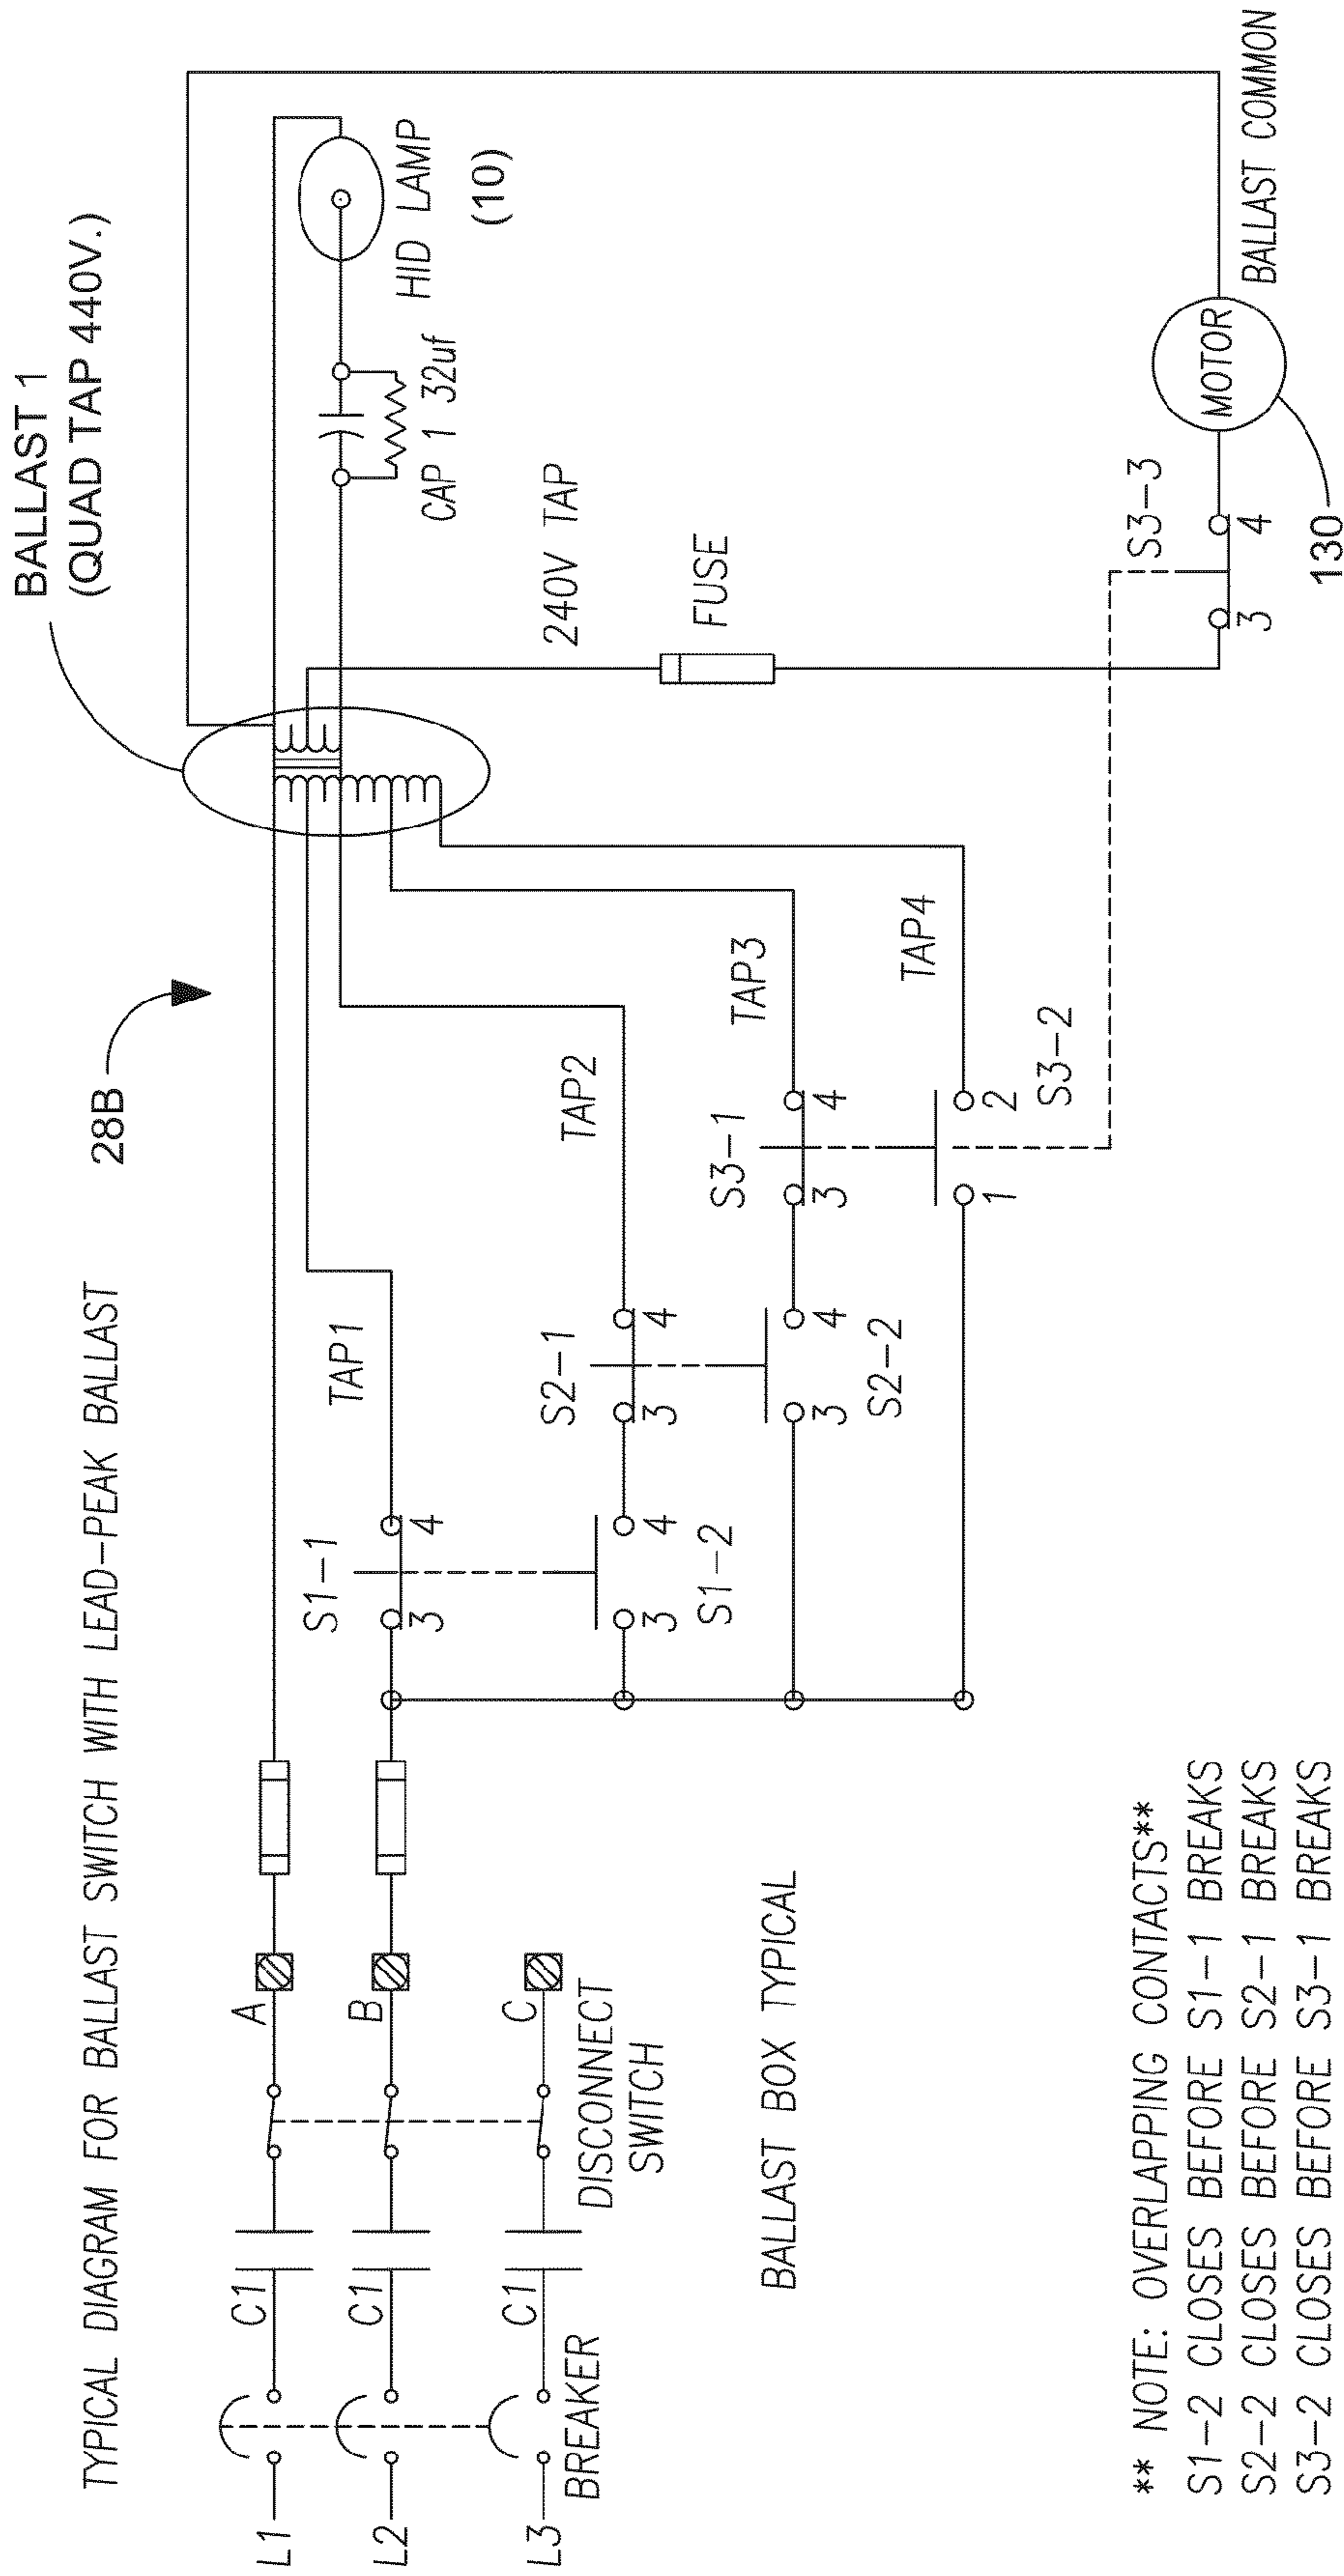 TYPICAL DIAGRAM FOR BALLAST SWITCH WITH LEAD-PEAK BALLAST
28B
BALLAST 1
(QUAD TAP 440V.)
L1
C1
A
L2
C1
B
L3
C1
C
BREAKER
DISCONNECT
SWITCH
S1-1
3
4
TAP1
S1-2
3
4
S2-1
3
4
TAP2
S2-2
3
4
S3-1
3
4
TAP3
S3-2
1
2
TAP4
HID LAMP
(10)
CAP 1 32uf
240V TAP
FUSE
S3-3
3
4
MOTOR
130
BALLAST COMMON
BALLAST BOX TYPICAL
** NOTE: OVERLAPPING CONTACTS**
S1-2 CLOSES BEFORE S1-1 BREAKS
S2-2 CLOSES BEFORE S2-1 BREAKS
S3-2 CLOSES BEFORE S3-1 BREAKS